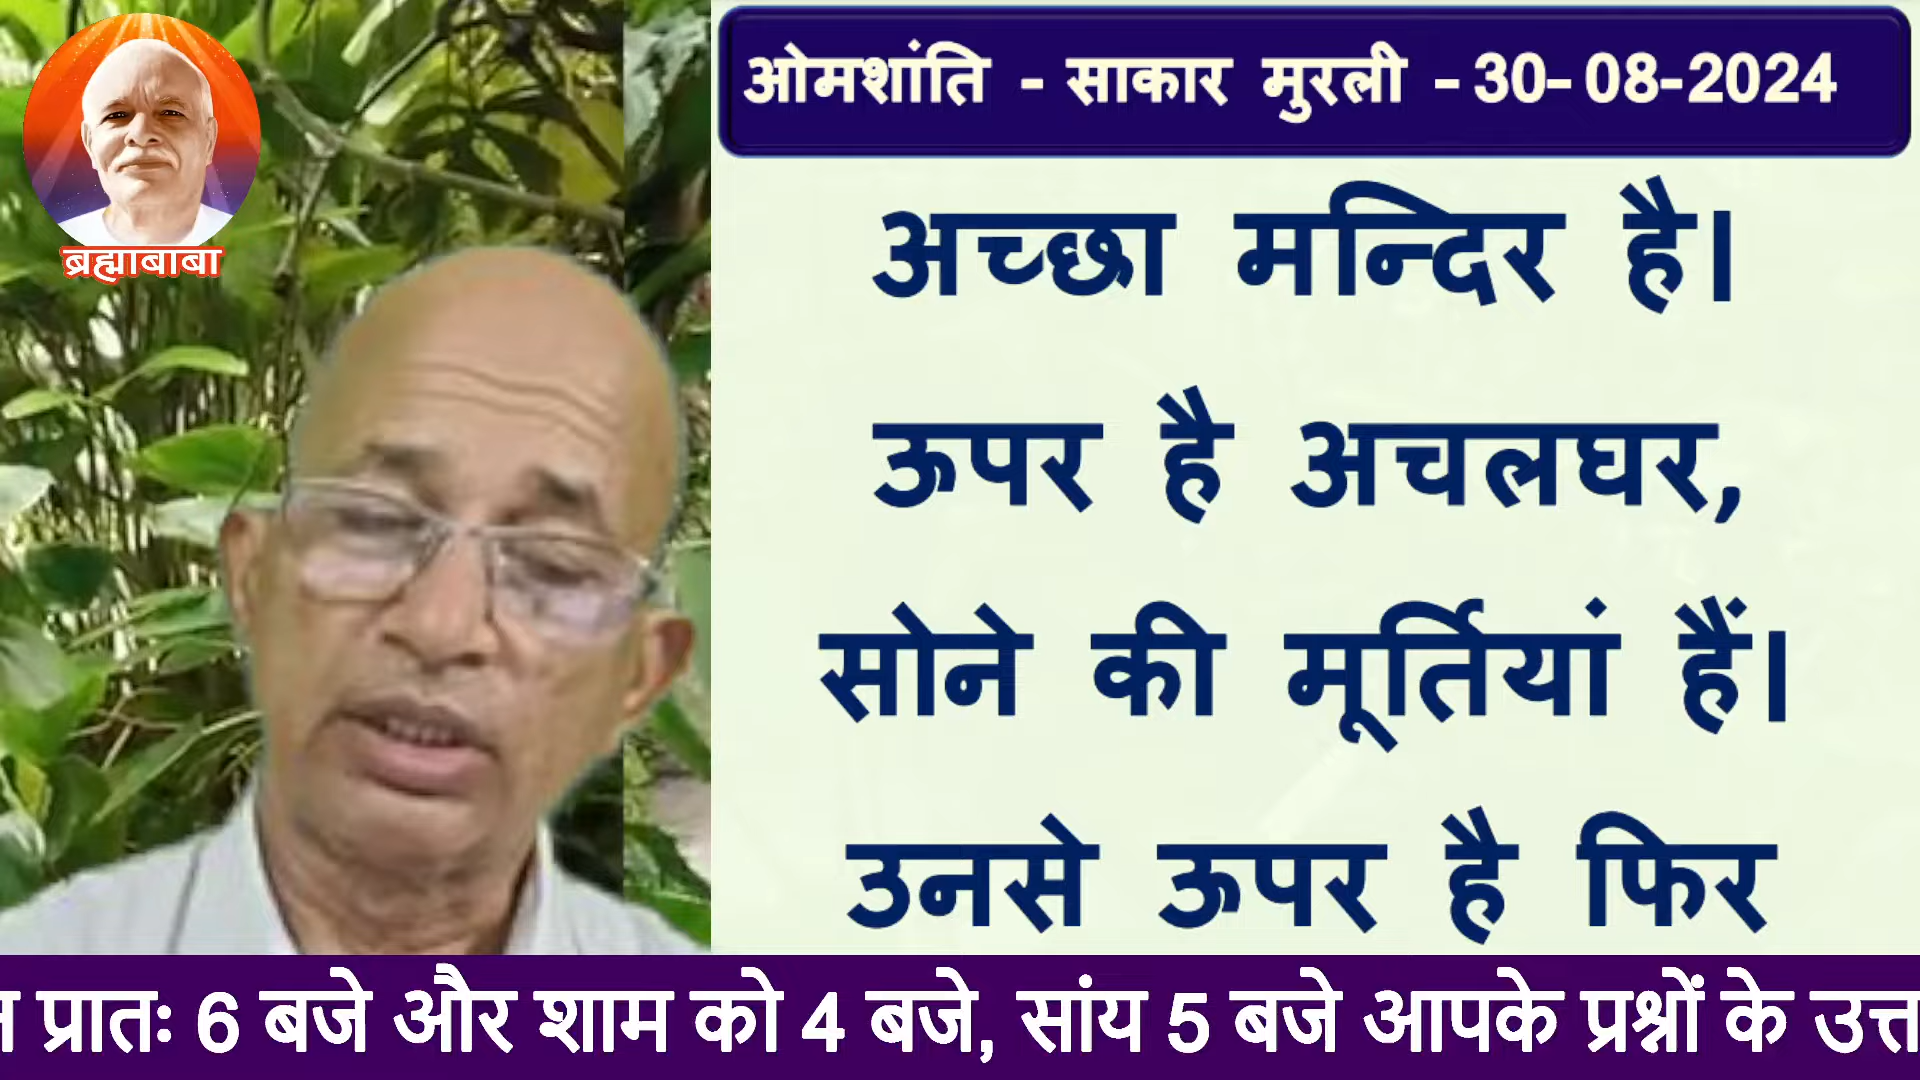 ब्रह्माबाबा
ओमशांति - साकार मुरली - 30-08-2024
अच्छा मन्दिर है।
ऊपर है अचलघर,
सोने की मूर्तियां हैं।
उनसे ऊपर है फिर
प्रातः 6 बजे और शाम को 4 बजे, सांय 5 बजे आपके प्रश्नों के